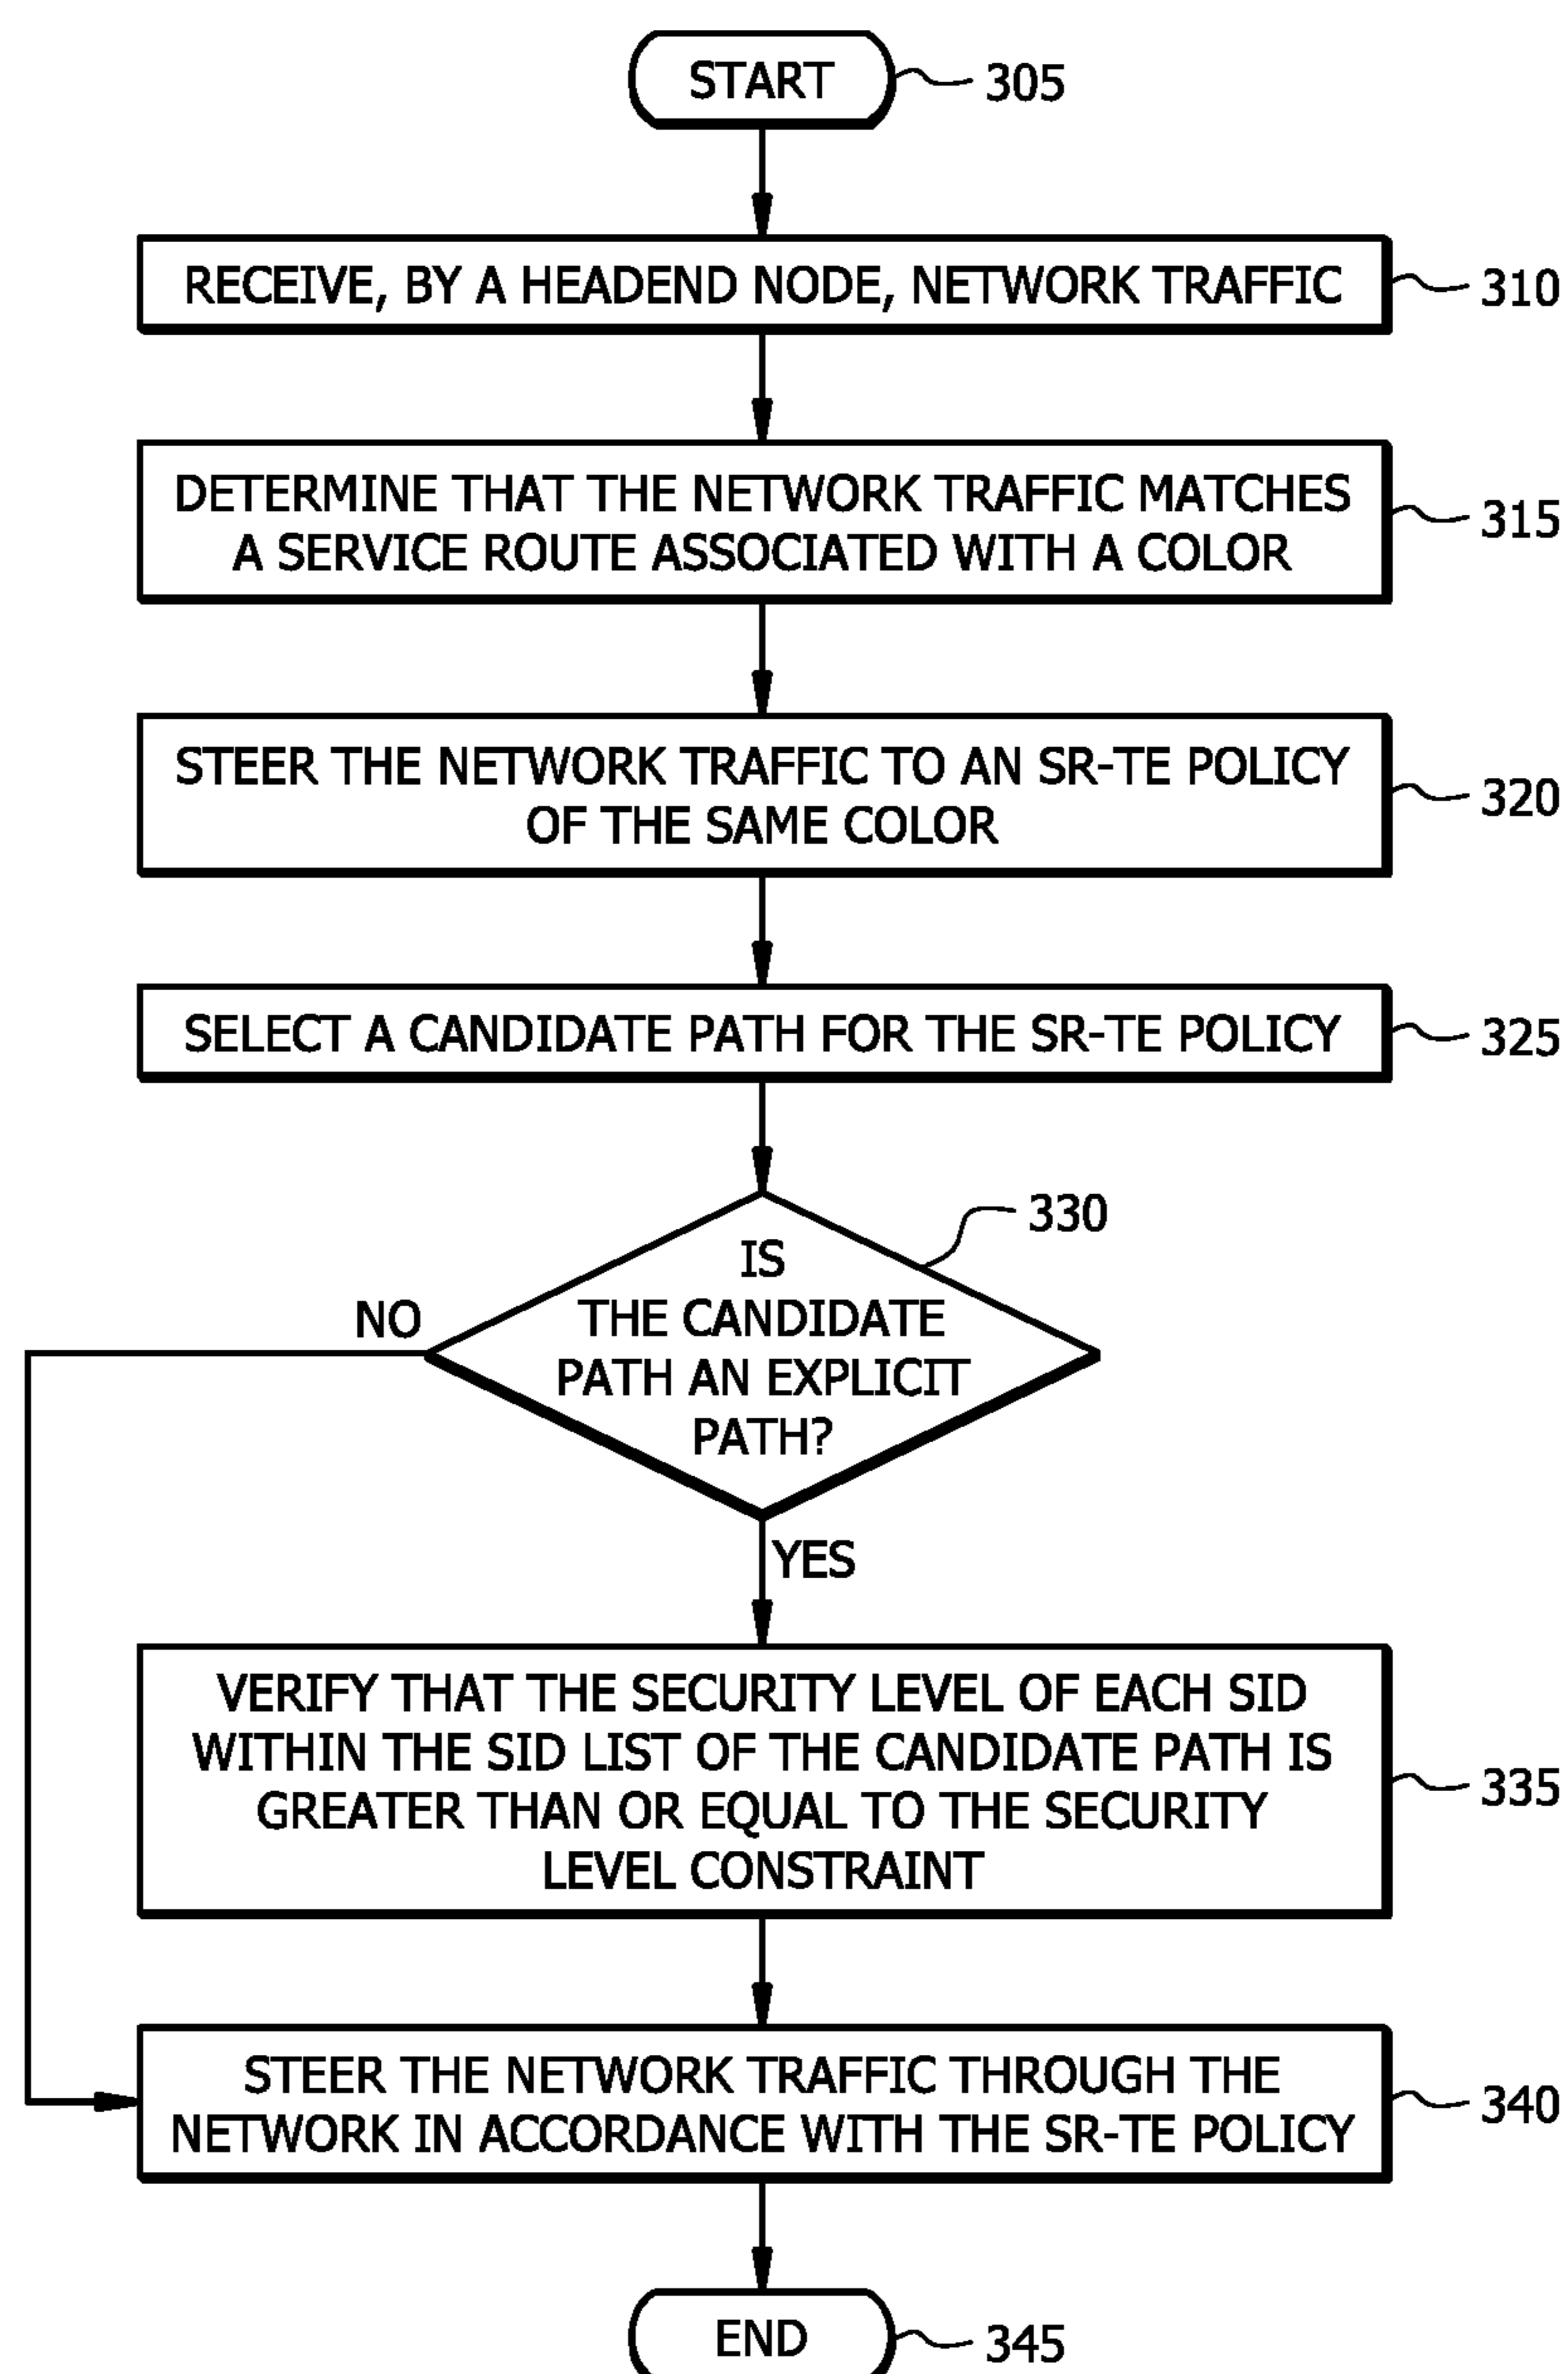 START
305
RECEIVE, BY A HEADEND NODE, NETWORK TRAFFIC
310
DETERMINE THAT THE NETWORK TRAFFIC MATCHES
A SERVICE ROUTE ASSOCIATED WITH A COLOR
315
STEER THE NETWORK TRAFFIC TO AN SR-TE POLICY
OF THE SAME COLOR
320
SELECT A CANDIDATE PATH FOR THE SR-TE POLICY
325
330
IS
THE CANDIDATE
PATH AN EXPLICIT
PATH?
NO
YES
VERIFY THAT THE SECURITY LEVEL OF EACH SID
WITHIN THE SID LIST OF THE CANDIDATE PATH IS
GREATER THAN OR EQUAL TO THE SECURITY
LEVEL CONSTRAINT
335
STEER THE NETWORK TRAFFIC THROUGH THE
NETWORK IN ACCORDANCE WITH THE SR-TE POLICY
340
END
345